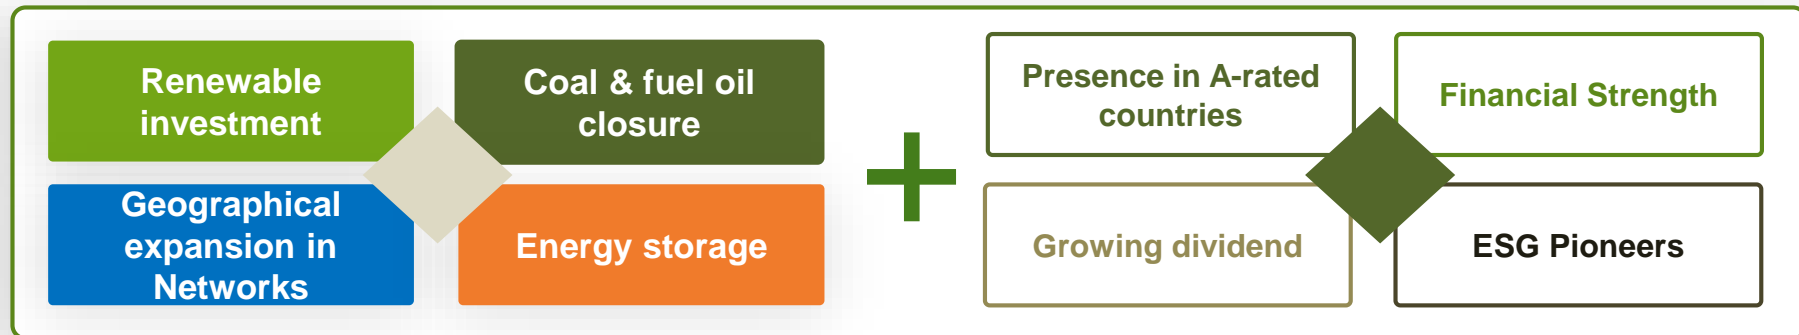 Renewable
investment
Coal & fuel oil
closure
Geographical
expansion in
Networks
Energy storage
Presence in A-rated
countries
Financial Strength
Growing dividend
ESG Pioneers